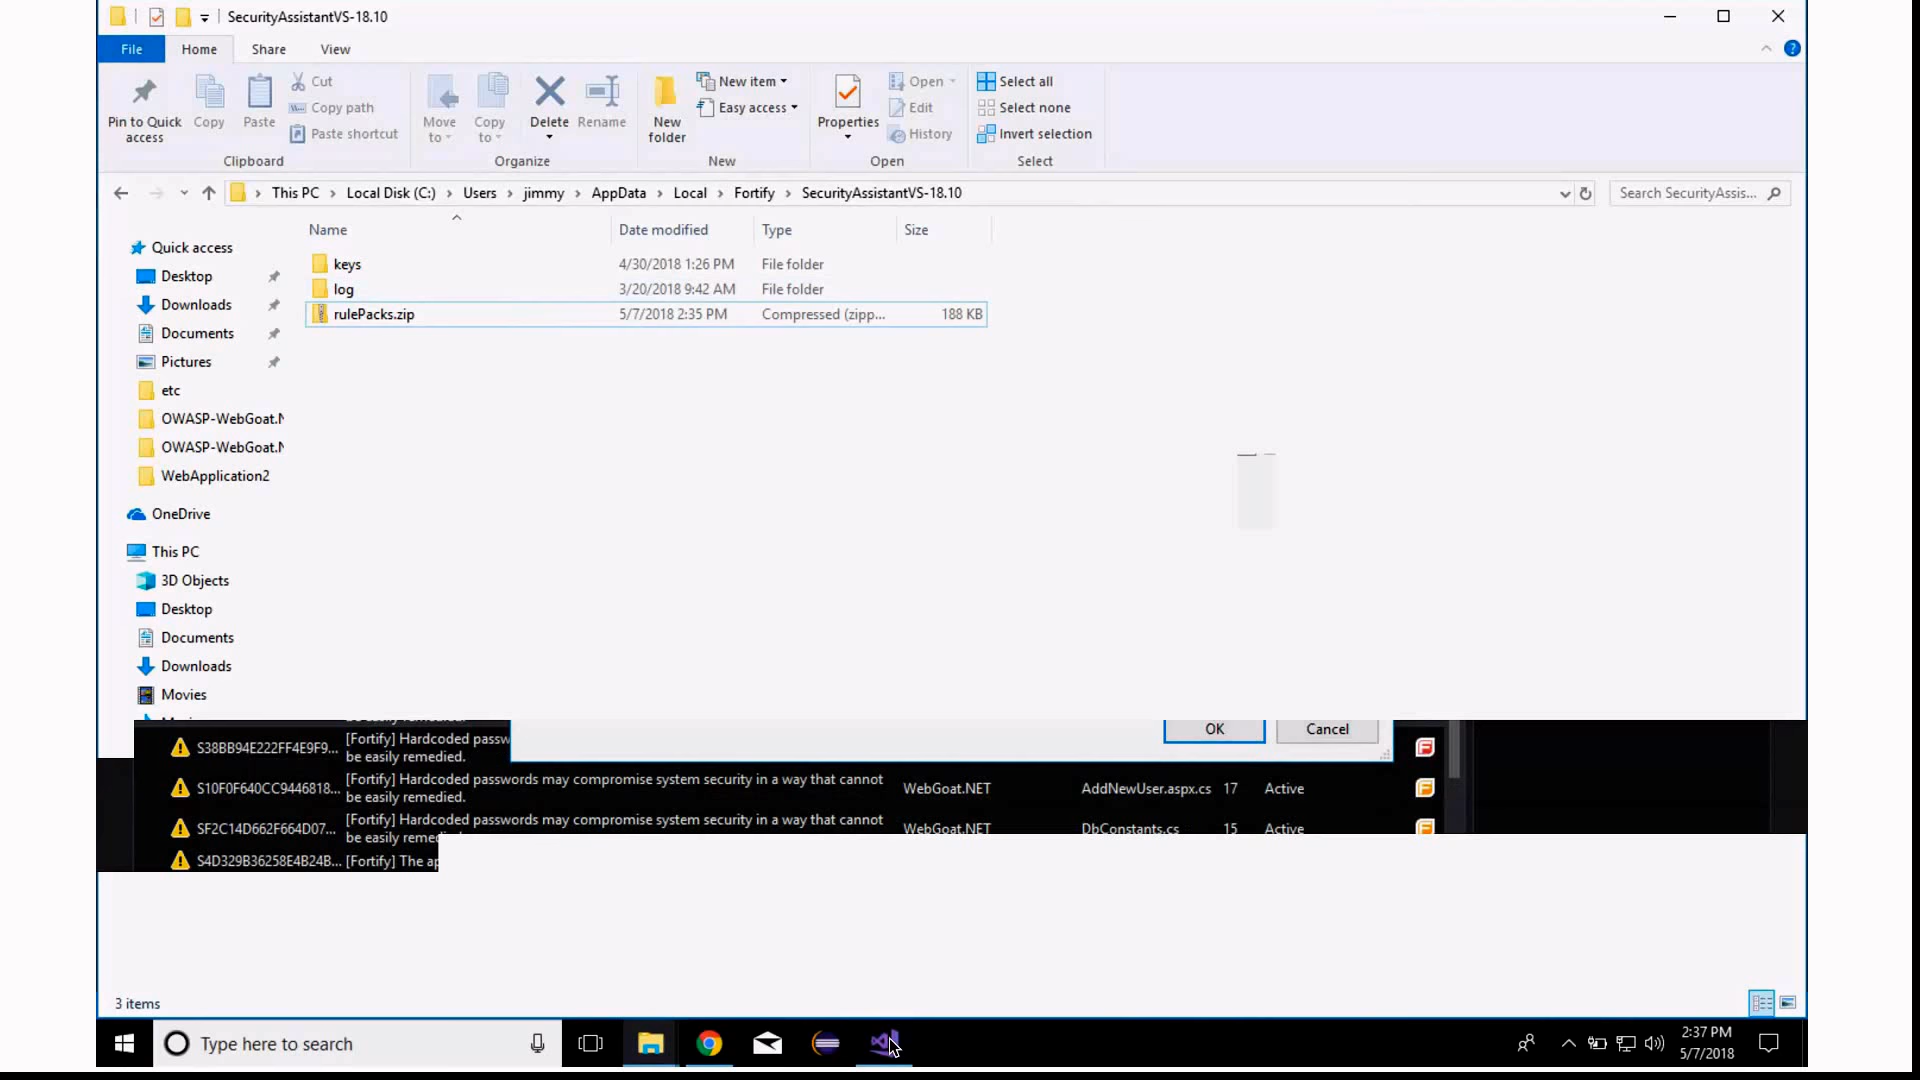 SecurityAssistantVS-18.10
File Home Share View
Pin to Quick access
Copy
Paste
Cut
Copy path
Paste shortcut
Move to
Copy to
Delete
Rename
New folder
New item
Easy access
Properties
Open
Edit
History
Select all
Select none
Invert selection
Clipboard Organize New Open Select
This PC > Local Disk (C:) > Users > jimmy > AppData > Local > Fortify > SecurityAssistantVS-18.10
Search SecurityAssis...
Name Date modified Type Size
keys 4/30/2018 1:26 PM File folder
log 3/20/2018 9:42 AM File folder
rulePacks.zip 5/7/2018 2:35 PM Compressed (zipp... 188 KB
Quick access
Desktop
Downloads
Documents
Pictures
etc
OWASP-WebGoat.N
OWASP-WebGoat.N
WebApplication2
OneDrive
This PC
3D Objects
Desktop
Documents
Downloads
Movies
OK Cancel
S38BB94E222FF4E9F9... [Fortify] Hardcoded passw
be easily remedied.
S10F0F640CC9446818... [Fortify] Hardcoded passwords may compromise system security in a way that cannot
be easily remedied. WebGoat.NET AddNewUser.aspx.cs 17 Active
SF2C14D662F664D07... [Fortify] Hardcoded passwords may compromise system security in a way that cannot
be easily reme WebGoat.NET DbConstants.cs 15 Active
S4D329B36258E4B24B... [Fortify] The ap
3 items
Type here to search
2:37 PM
5/7/2018